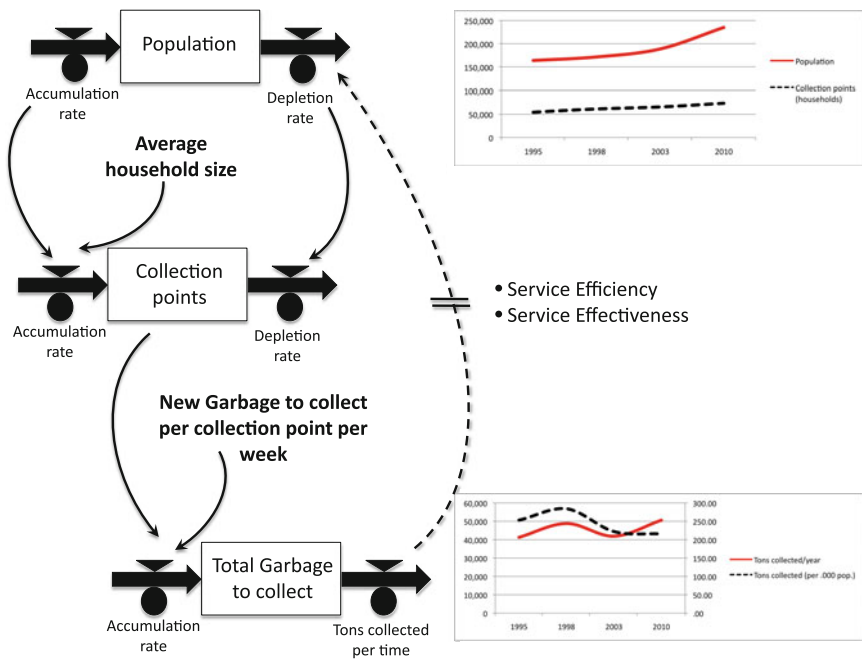 Population
Accumulation
rate
Depletion
rate
Average
household size
Collection
points
Accumulation
rate
Depletion
rate
New Garbage to collect
per collection point per
week
Total Garbage
to collect
Accumulation
rate
Tons collected
per time
• Service Efficiency
• Service Effectiveness
250,000
200,000
150,000
100,000
50,000
0
1995 1998 2003 2010
Population
Collection points
(households)
60,000
50,000
40,000
30,000
20,000
10,000
0
300.00
250.00
200.00
150.00
100.00
50.00
.00
1995 1998 2003 2010
Tons collected/year
Tons collected (per .000 pop.)